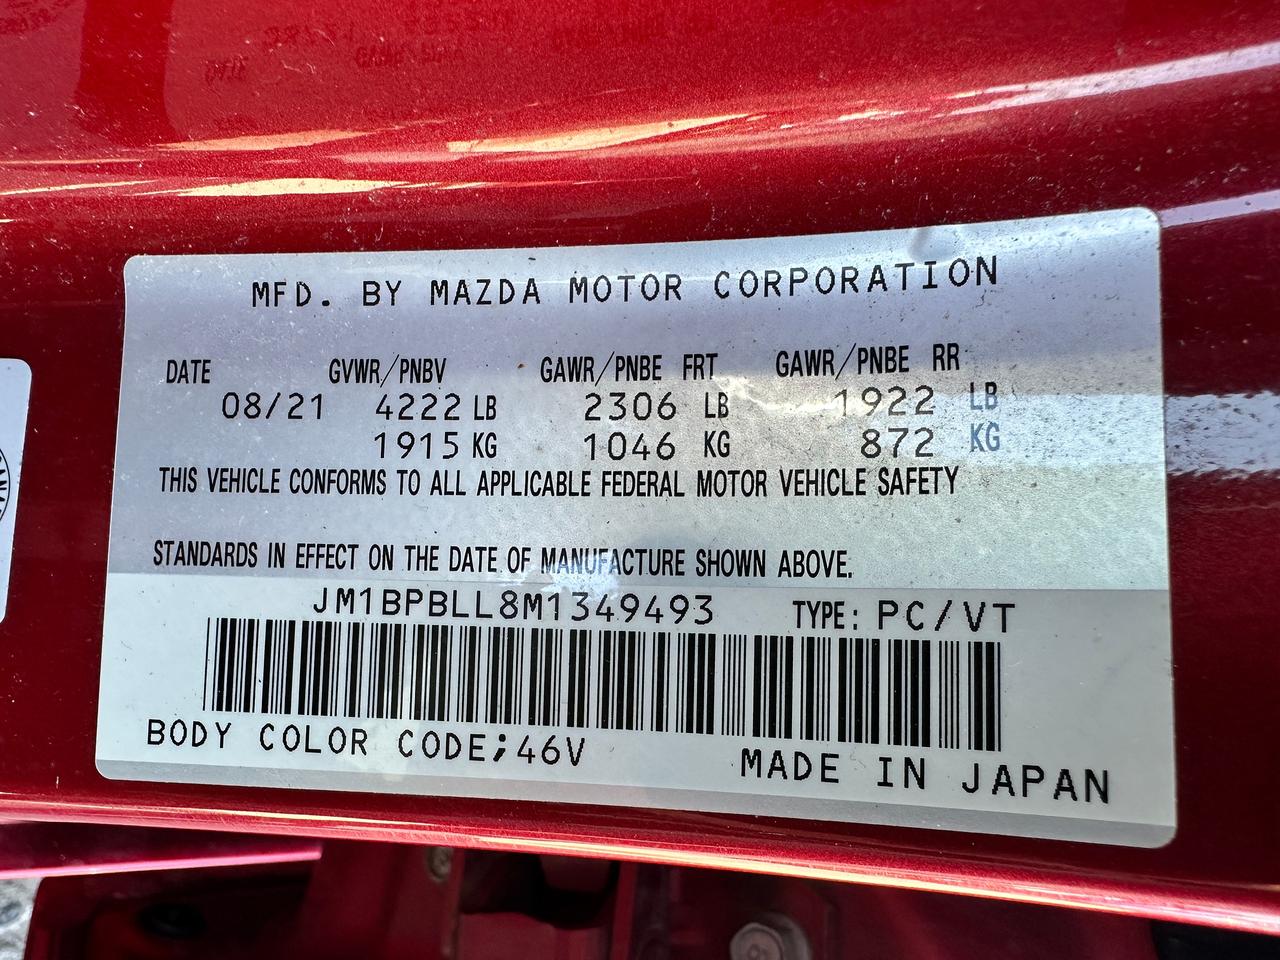 MFD. BY MAZDA MOTOR CORPORATION
DATE GVWR/PNBV GAWR/PNBE FRT GAWR/PNBE RR
08/21 4222 LB 2306 LB 1922 LB
1915 KG 1046 KG 872 KG
THIS VEHICLE CONFORMS TO ALL APPLICABLE FEDERAL MOTOR VEHICLE SAFETY
STANDARDS IN EFFECT ON THE DATE OF MANUFACTURE SHOWN ABOVE.
JM1BPBLL8M1349493 TYPE: PC/VT
BODY COLOR CODE;46V
MADE IN JAPAN